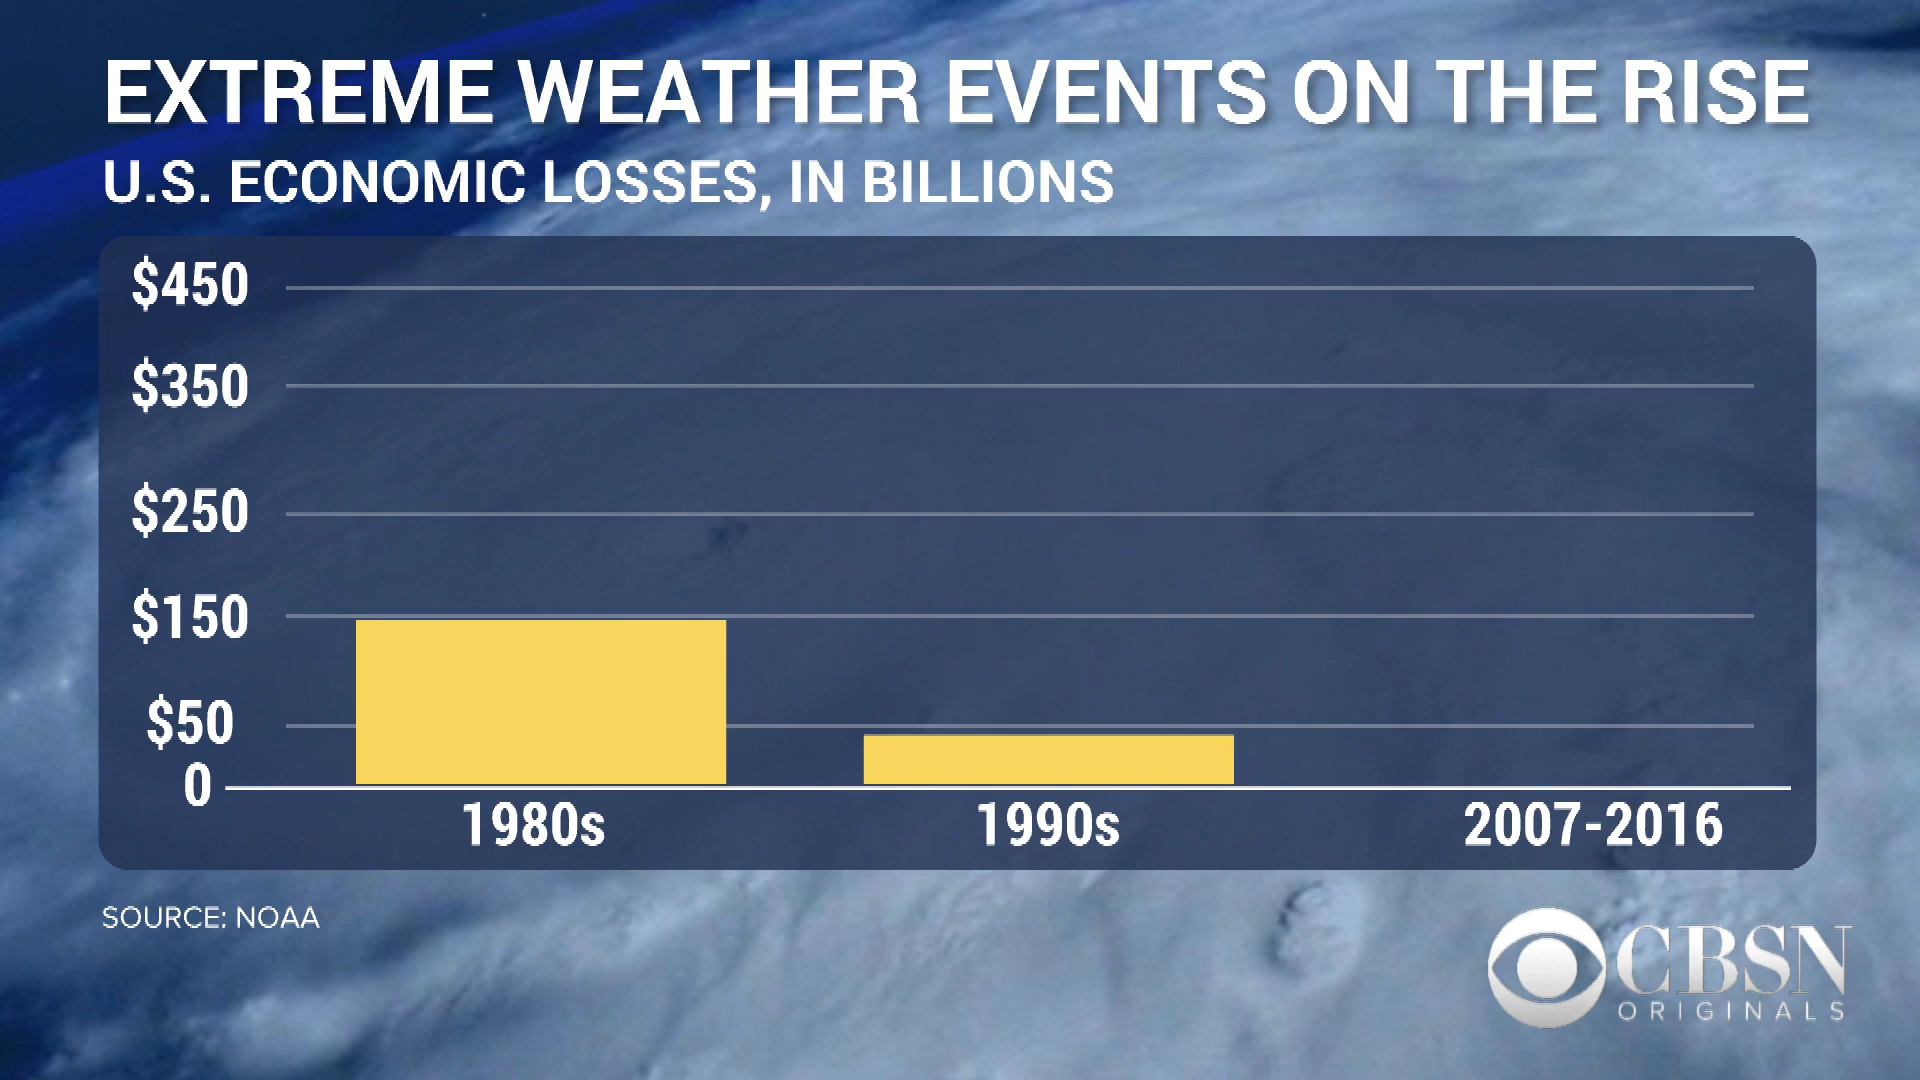 EXTREME WEATHER EVENTS ON THE RISE
U.S. ECONOMIC LOSSES, IN BILLIONS
$450
$350
$250
$150
$50
0
1980s 1990s 2007-2016
SOURCE: NOAA
CBSN
ORIGINALS